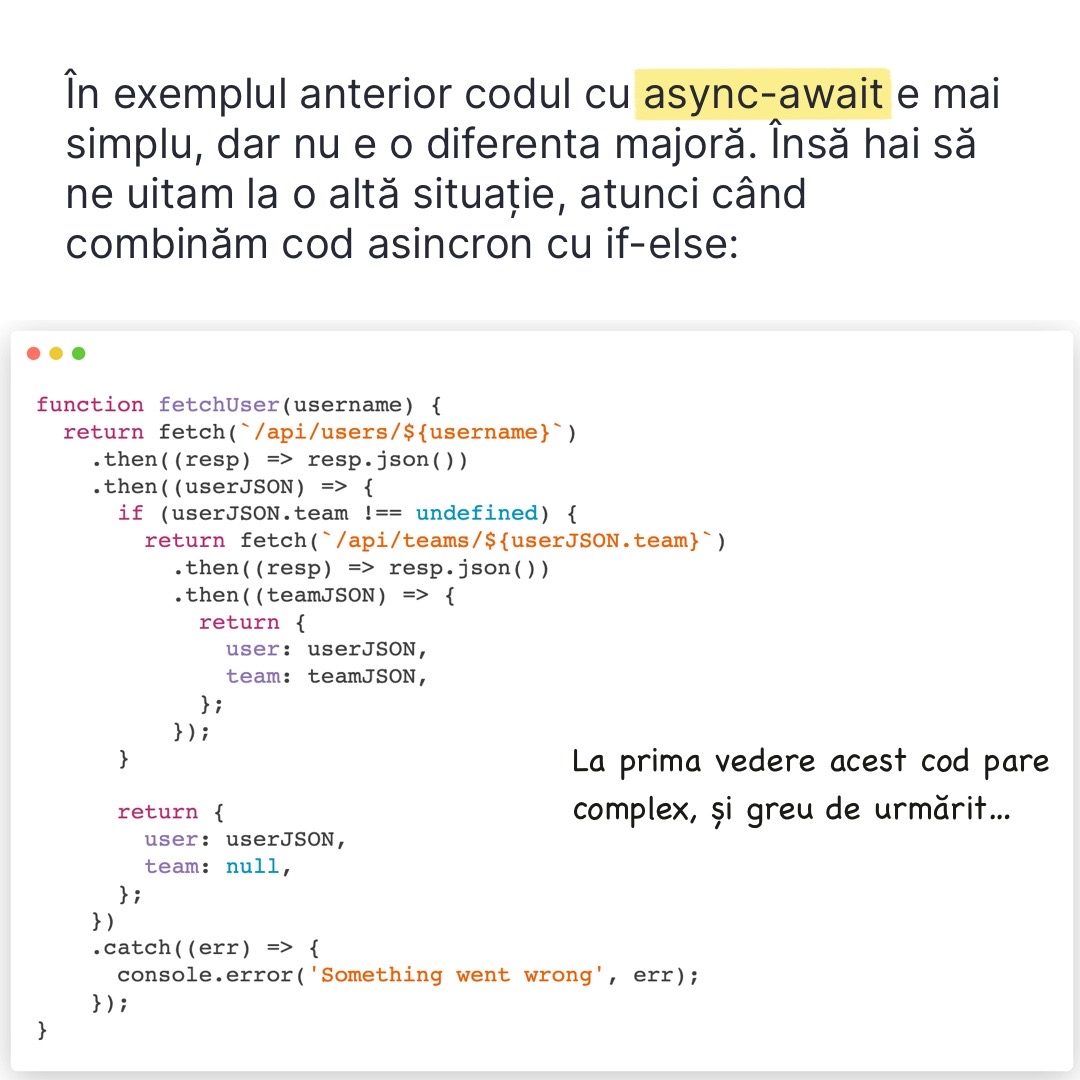 În exemplul anterior codul cu async-await e mai
simplu, dar nu e o diferenta majoră. Însă hai să
ne uitam la o altă situație, atunci când
combinăm cod asincron cu if-else:
function fetchUser(username) {
  return fetch(`/api/users/${username}`)
    .then((resp) => resp.json())
    .then((userJSON) => {
      if (userJSON.team !== undefined) {
        return fetch(`/api/teams/${userJSON.team}`)
          .then((resp) => resp.json())
          .then((teamJSON) => {
            return {
              user: userJSON,
              team: teamJSON,
            };
          });
      }
La prima vedere acest cod pare
complex, și greu de urmărit...
      return {
        user: userJSON,
        team: null,
      };
    })
    .catch((err) => {
      console.error('Something went wrong', err);
    });
}